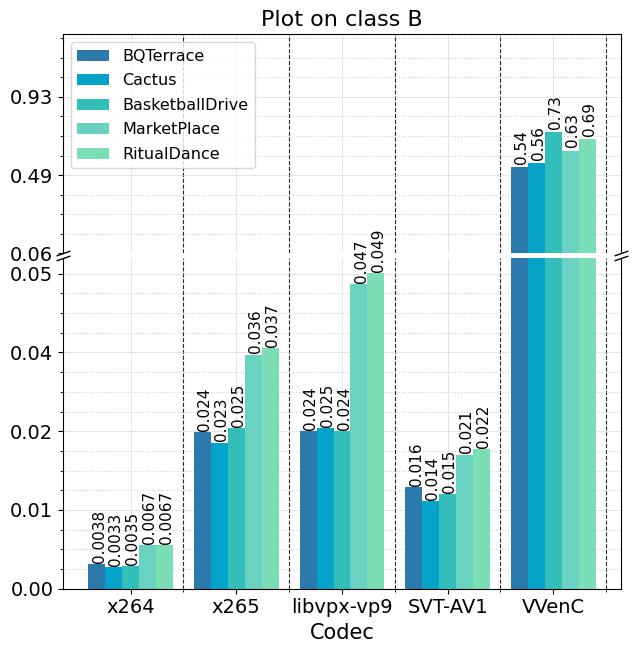 Plot on class B
BQTerrace
Cactus
BasketballDrive
MarketPlace
RitualDance
0.93
0.49
0.06
0.05
0.04
0.02
0.01
0.00
0.0038
0.0033
0.0035
0.0067
0.0067
0.024
0.023
0.025
0.036
0.037
0.024
0.025
0.024
0.047
0.049
0.016
0.014
0.015
0.021
0.022
0.54
0.56
0.73
0.63
0.69
x264
x265
libvpx-vp9
SVT-AV1
VVenC
Codec